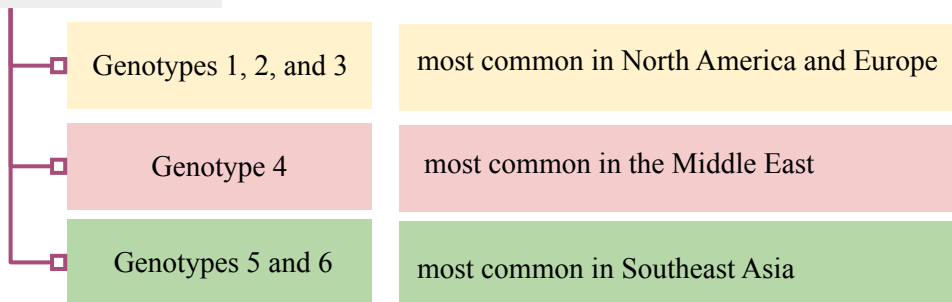 Genotypes 1, 2, and 3
most common in North America and Europe
Genotype 4
most common in the Middle East
Genotypes 5 and 6
most common in Southeast Asia